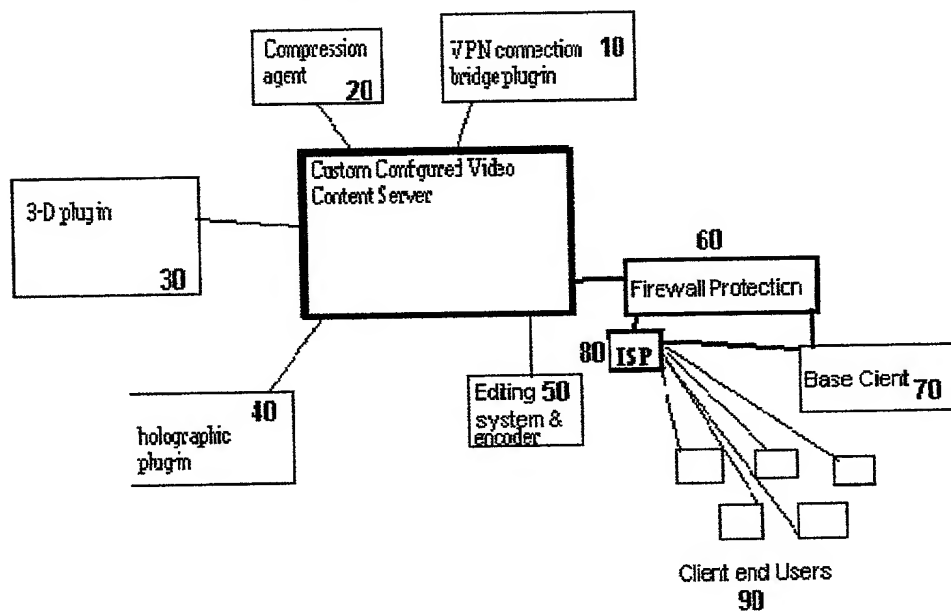 Compression
agent
20
VPN connection 10
bridge plugin
Custom Configured Video
Content Server
3-D plugin
30
60
Firewall Protection
80 ISP
Base Client
70
40
holographic
plugin
Editing 50
system &
encoder
Client end Users
90